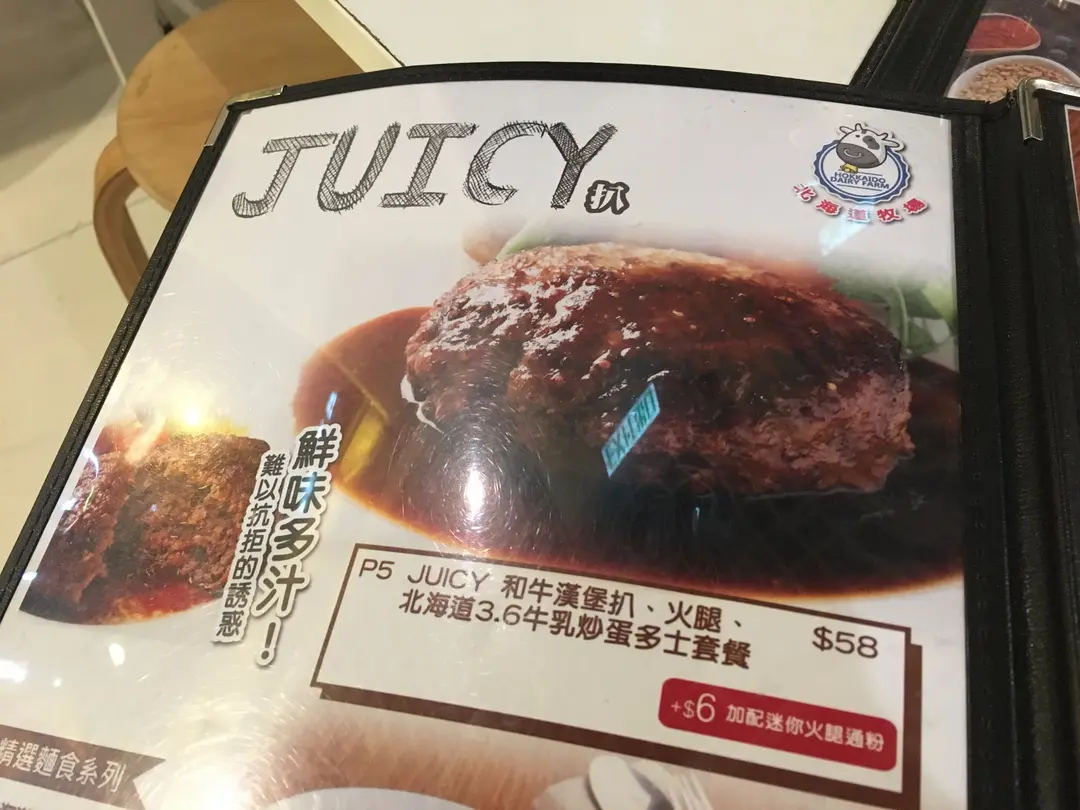 JUICY扒
HOKKAIDO
DAIRY FARM
北海道牧場
鮮味多汁！
難以抗拒的誘惑
P5 JUICY 和牛漢堡扒、火腿、
北海道3.6牛乳炒蛋多士套餐
$58
+$6 加配迷你火腿通粉
精選麵食系列